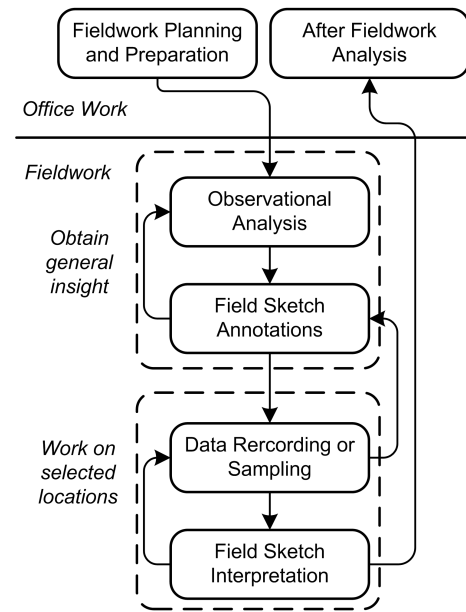 Fieldwork Planning
and Preparation
After Fieldwork
Analysis
Office Work
Fieldwork
Observational
Analysis
Obtain
general
insight
Field Sketch
Annotations
Data Rercording or
Sampling
Work on
selected
locations
Field Sketch
Interpretation